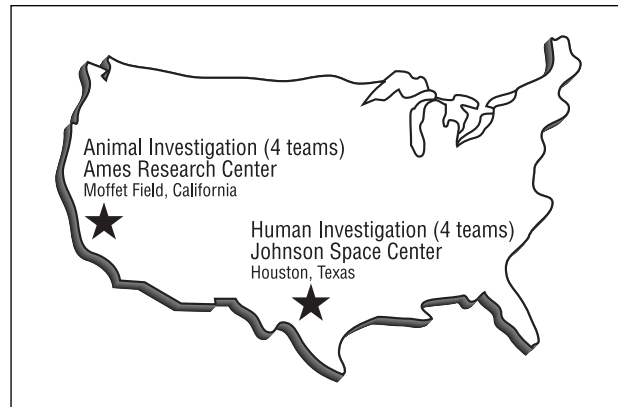 Animal Investigation (4 teams)
Ames Research Center
Moffet Field, California
Human Investigation (4 teams)
Johnson Space Center
Houston, Texas